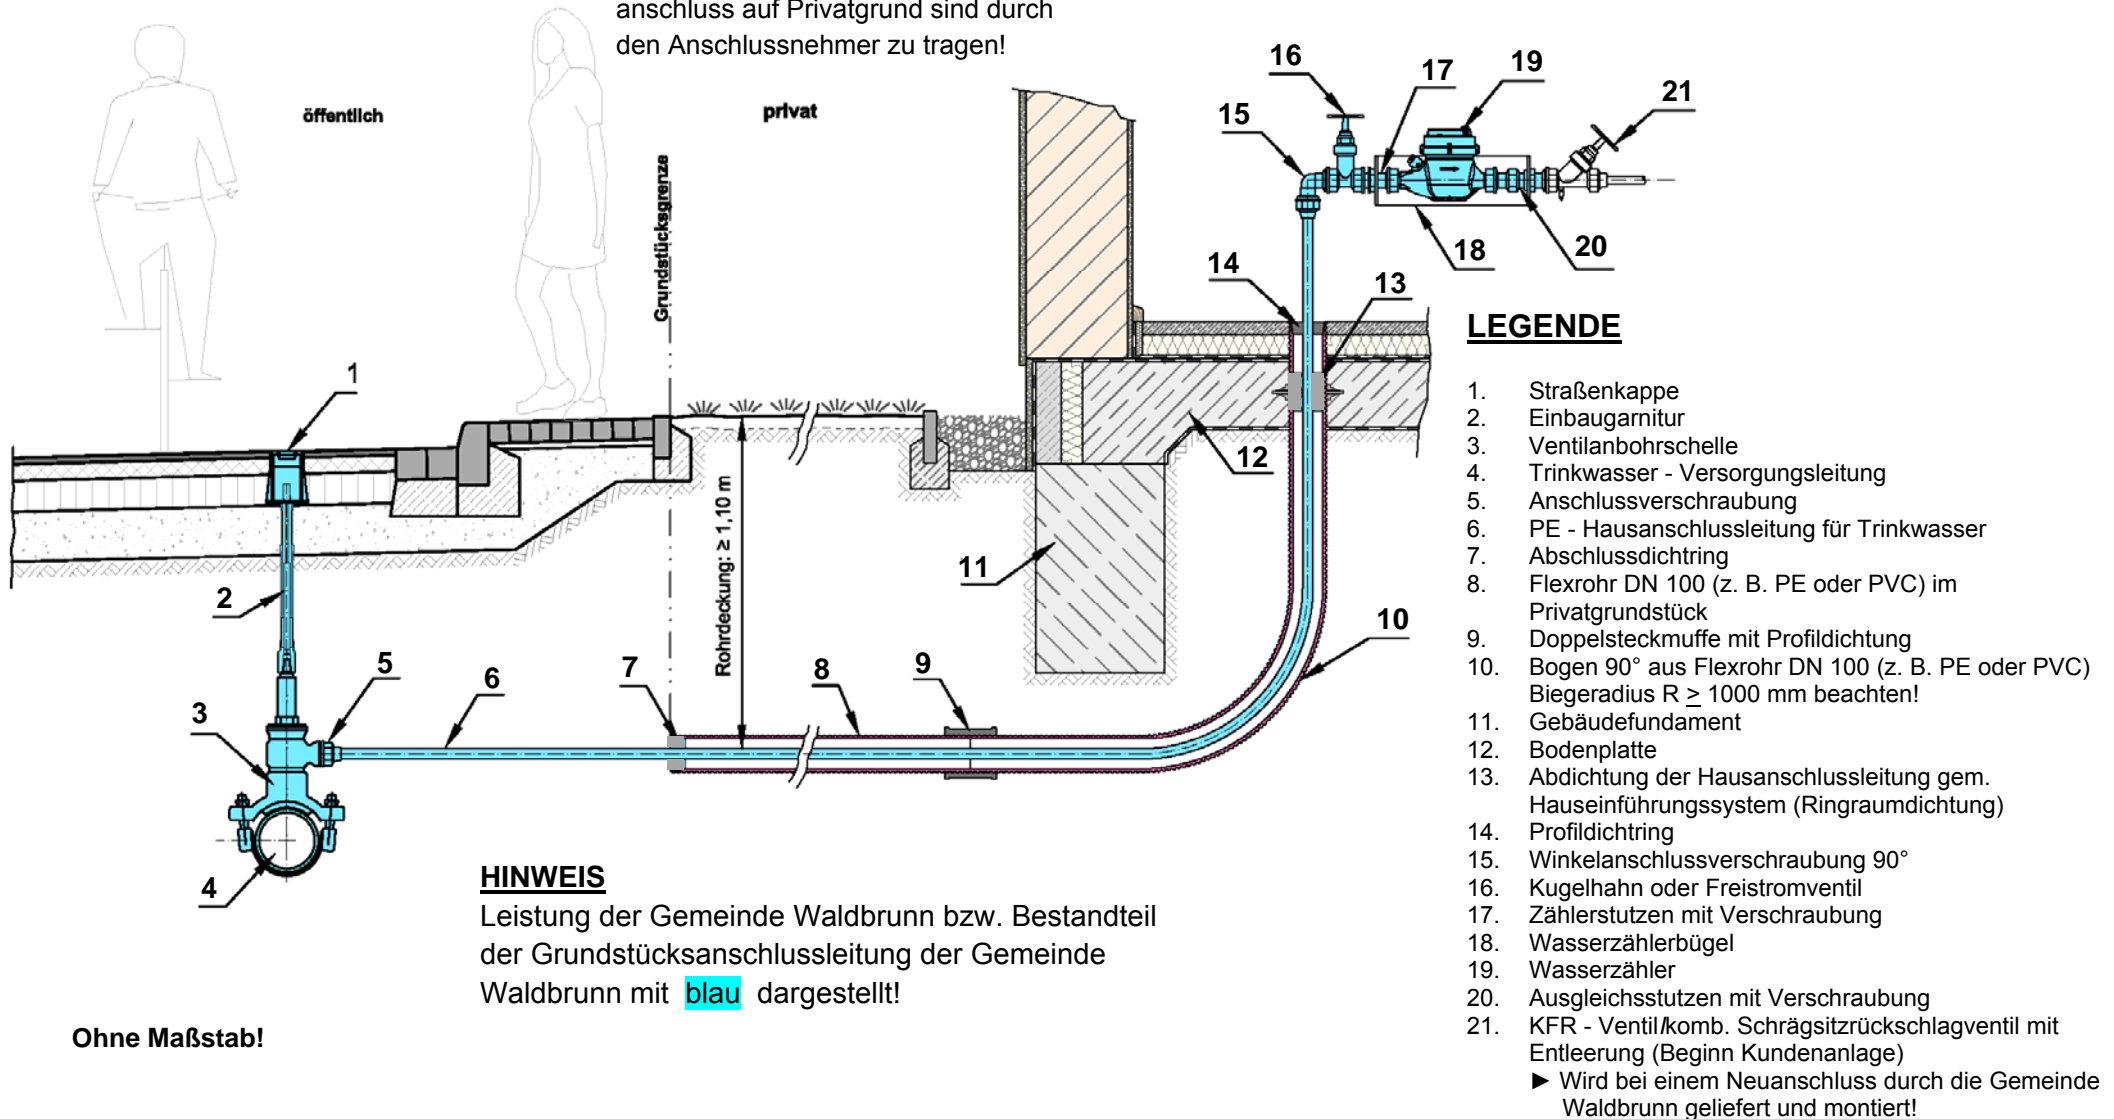 anschluss auf Privatgrund sind durch
den Anschlussnehmer zu tragen!
öffentlich
privat
Grundstücksgrenze
Rohrdeckung: ≥ 1,10 m
1
2
3
4
5
6
7
8
9
10
11
12
13
14
15
16
17
18
19
20
21
HINWEIS
Leistung der Gemeinde Waldbrunn bzw. Bestandteil
der Grundstücksanschlussleitung der Gemeinde
Waldbrunn mit blau dargestellt!
Ohne Maßstab!
LEGENDE
1. Straßenkappe
2. Einbaugarnitur
3. Ventilanbohrschelle
4. Trinkwasser - Versorgungsleitung
5. Anschlussverschraubung
6. PE - Hausanschlussleitung für Trinkwasser
7. Abschlussdichtring
8. Flexrohr DN 100 (z. B. PE oder PVC) im
Privatgrundstück
9. Doppelsteckmuffe mit Profildichtung
10. Bogen 90° aus Flexrohr DN 100 (z. B. PE oder PVC)
Biegeradius R ≥ 1000 mm beachten!
11. Gebäudefundament
12. Bodenplatte
13. Abdichtung der Hausanschlussleitung gem.
Hauseinführungssystem (Ringraumdichtung)
14. Profildichtring
15. Winkelanschlussverschraubung 90°
16. Kugelhahn oder Freistromventil
17. Zählerstutzen mit Verschraubung
18. Wasserzählerbügel
19. Wasserzähler
20. Ausgleichsstutzen mit Verschraubung
21. KFR - Ventil/komb. Schrägsitzrückschlagventil mit
Entleerung (Beginn Kundenanlage)
► Wird bei einem Neuanschluss durch die Gemeinde
Waldbrunn geliefert und montiert!